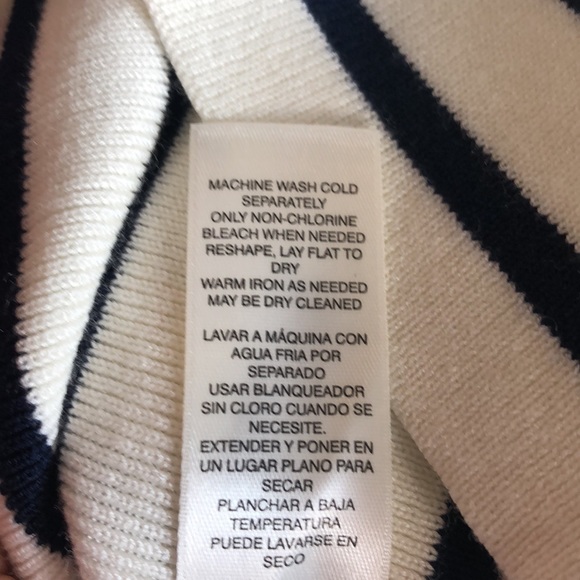 MACHINE WASH COLD
SEPARATELY
ONLY NON-CHLORINE
BLEACH WHEN NEEDED
RESHAPE, LAY FLAT TO
DRY
WARM IRON AS NEEDED
MAY BE DRY CLEANED
LAVAR A MÁQUINA CON
AGUA FRIA POR
SEPARADO
USAR BLANQUEADOR
SIN CLORO CUANDO SE
NECESITE.
EXTENDER Y PONER EN
UN LUGAR PLANO PARA
SECAR
PLANCHAR A BAJA
TEMPERATURA
PUEDE LAVARSE EN
SECO